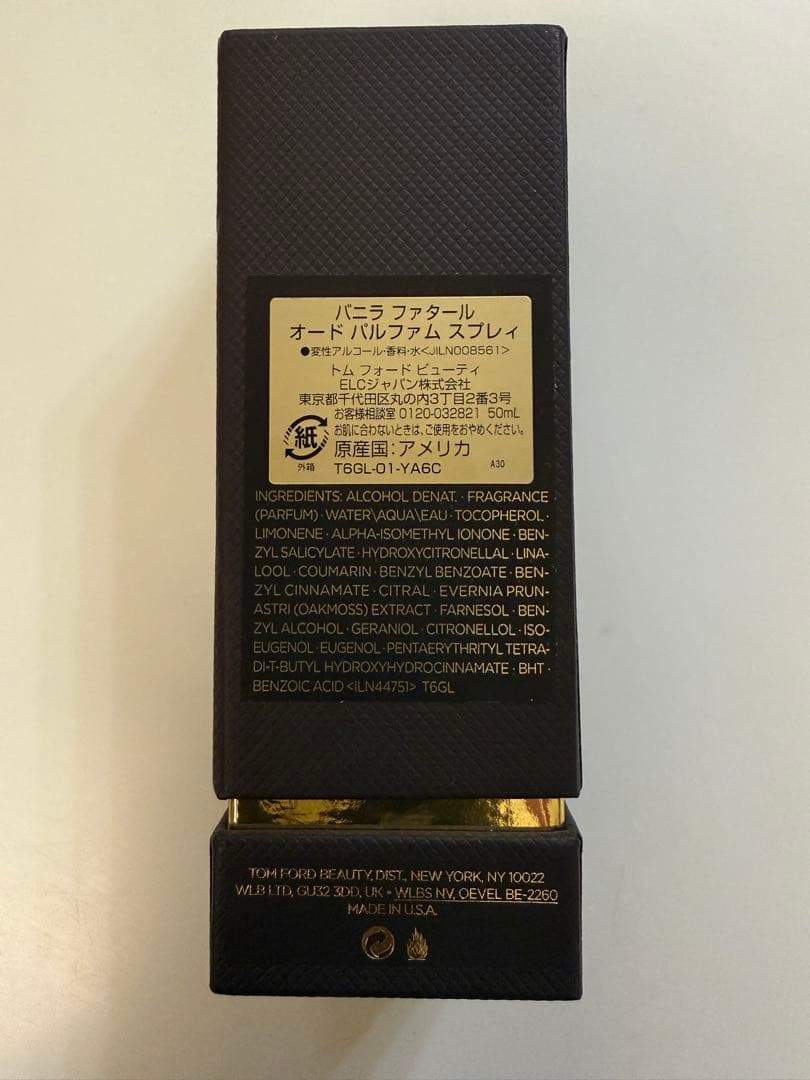 バニラ ファタール
オード パルファム スプレィ
●変性アルコール・香料・水<JILN008561>
トム フォード ビューティ
ELCジャパン株式会社
東京都千代田区丸の内3丁目2番3号
お客様相談室 0120-032821 50mL
お肌に合わないときは、ご使用をおやめください。
紙
外箱
原産国：アメリカ
T6GL-01-YA6C
A30
INGREDIENTS: ALCOHOL DENAT. · FRAGRANCE
(PARFUM) · WATER\AQUA\EAU · TOCOPHEROL ·
LIMONENE · ALPHA-ISOMETHYL IONONE · BEN-
ZYL SALICYLATE · HYDROXYCITRONELLAL · LINA-
LOOL · COUMARIN · BENZYL BENZOATE · BEN-
ZYL CINNAMATE · CITRAL · EVERNIA PRUN-
ASTRI (OAKMOSS) EXTRACT · FARNESOL · BEN-
ZYL ALCOHOL · GERANIOL · CITRONELLOL · ISO-
EUGENOL · EUGENOL · PENTAERYTHRITYL TETRA-
DI-T-BUTYL HYDROXYHYDROCINNAMATE · BHT ·
BENZOIC ACID <ILN44751> T6GL
TOM FORD BEAUTY, DIST., NEW YORK, NY 10022
WLB LTD, GU32 3DD, UK · WLBS NV, OEVEL BE-2260
MADE IN U.S.A.